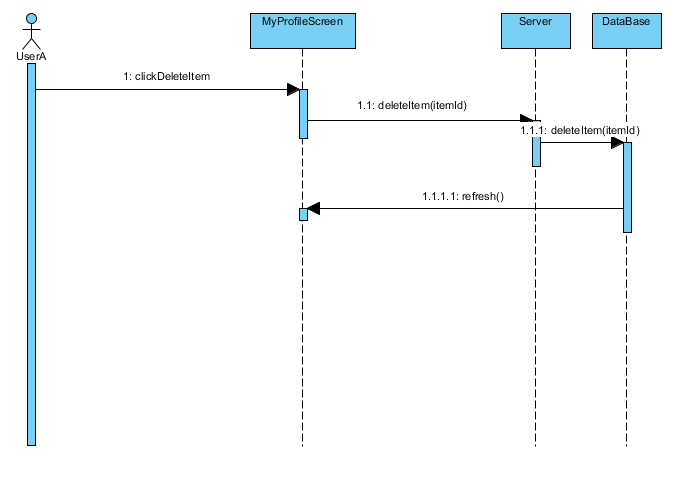 MyProfileScreen
Server
DataBase
UserA
1: clickDeleteItem
1.1: deleteItem(itemId)
1.1.1: deleteItem(itemId)
1.1.1.1: refresh()